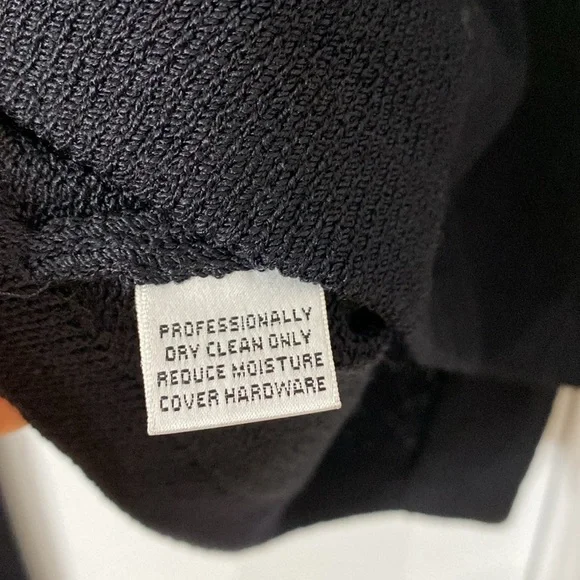 PROFESSIONALLY
DRY CLEAN ONLY
REDUCE MOISTURE
COVER HARDWARE